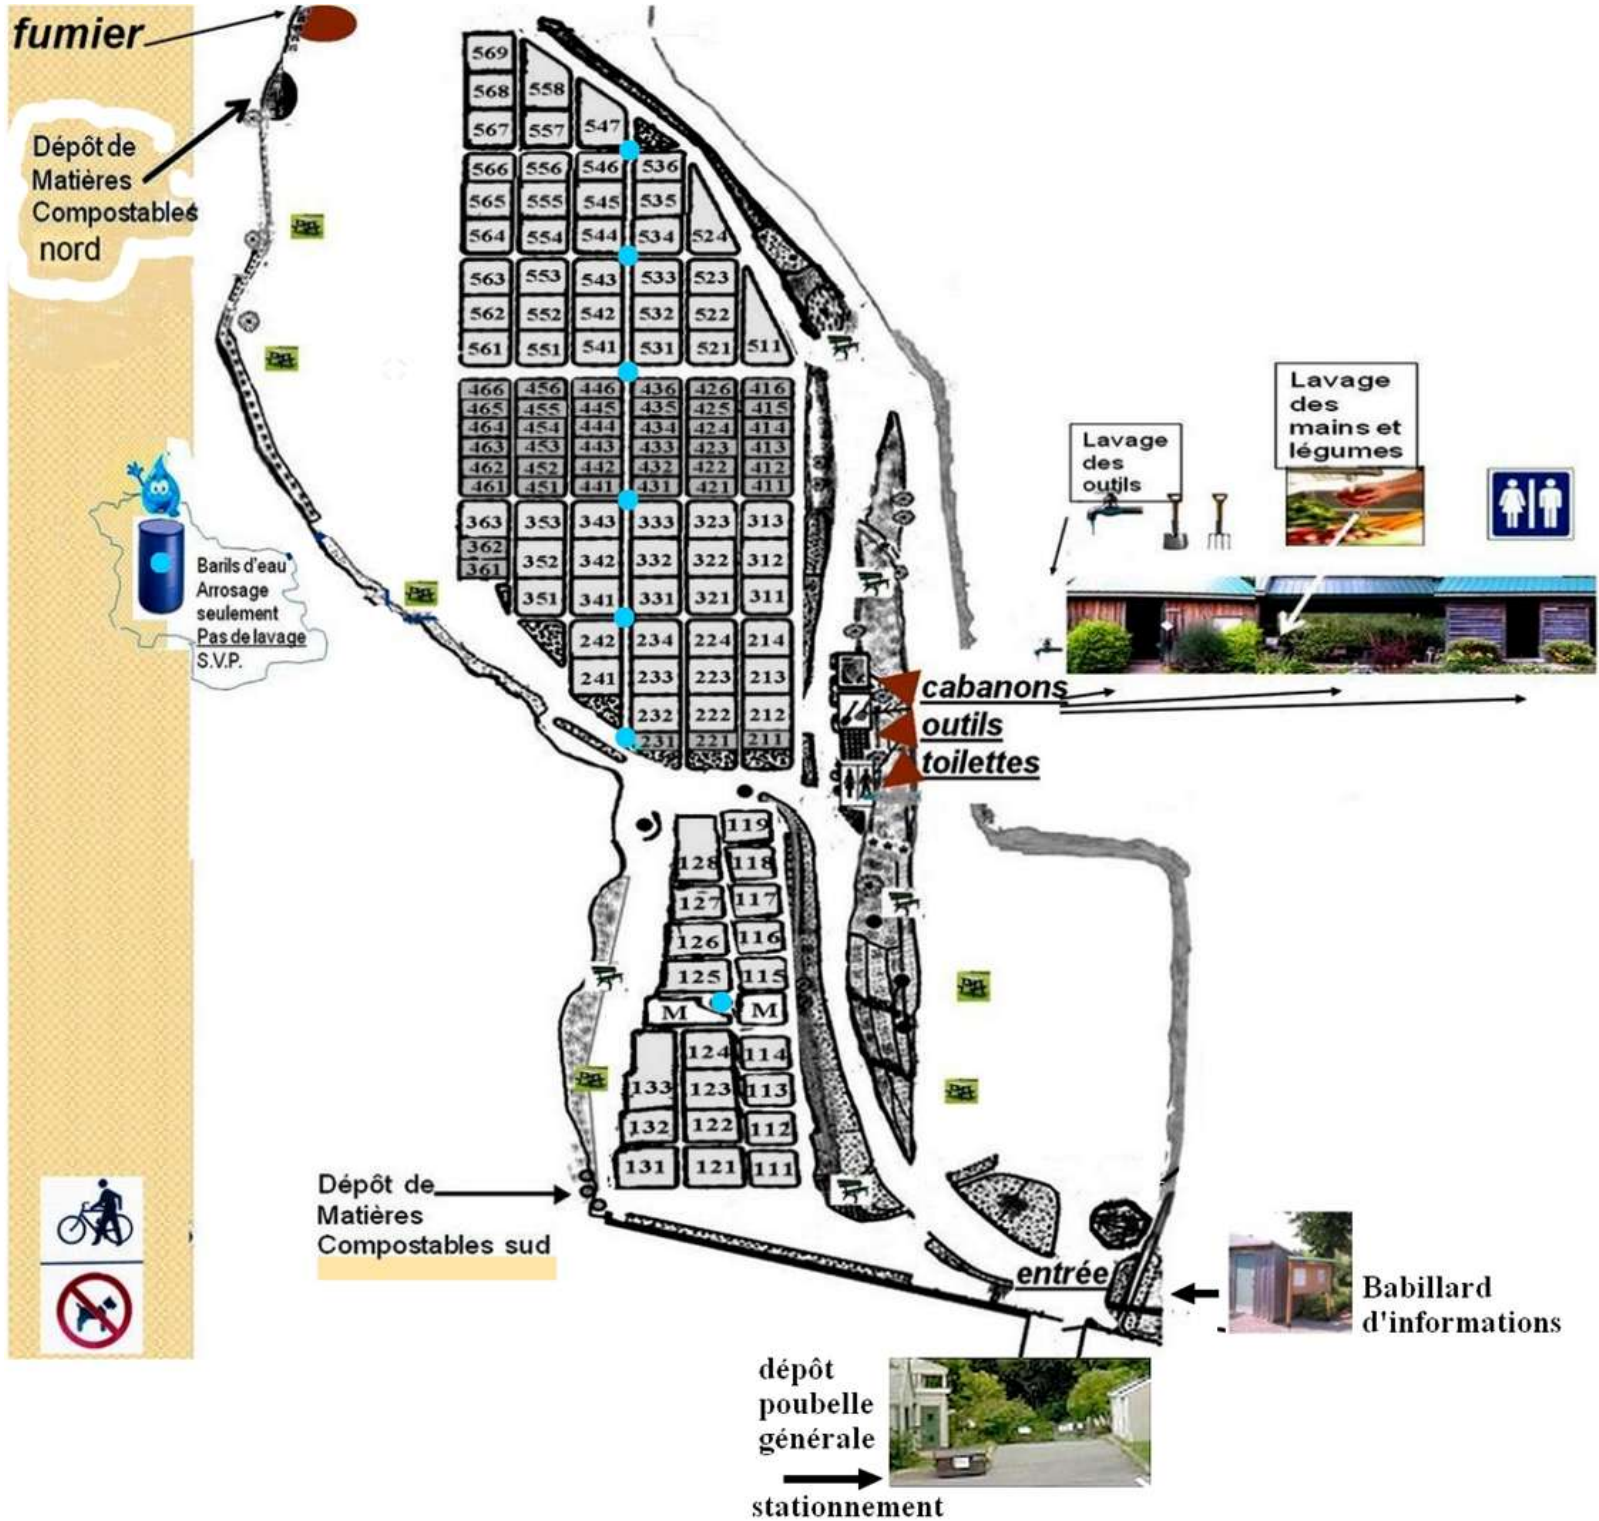 fumier
Dépôt de
Matières
Compostables
nord
569
568 558
567 557 547
566 556 546 536
565 555 545 535
564 554 544 534 524
563 553 543 533 523
562 552 542 532 522
561 551 541 531 521 511
466 456 446 436 426 416
465 455 445 435 425 415
464 454 444 434 424 414
463 453 443 433 423 413
462 452 442 432 422 412
461 451 441 431 421 411
363 353 343 333 323 313
362
352 342 332 322 312
361
351 341 331 321 311
242 234 224 214
241 233 223 213
232 222 212
231 221 211
Barils d'eau
Arrosage
seulement
Pas de lavage
S.V.P.
Lavage
des
outils
Lavage
des
mains et
légumes
cabanons
outils
toilettes
119
128 118
127 117
126 116
125 115
M M
124 114
133 123 113
132 122 112
131 121 111
Dépôt de
Matières
Compostables sud
entrée
Babillard
d'informations
dépôt
poubelle
générale
stationnement